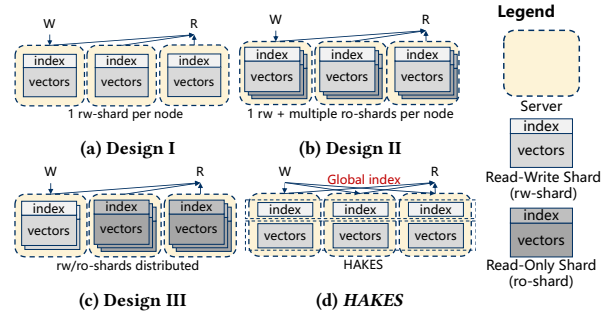 W
R
index
vectors
index
vectors
index
vectors
1 rw-shard per node
(a) Design I
W
R
index
vectors
index
vectors
index
vectors
1 rw + multiple ro-shards per node
(b) Design II
W
R
index
vectors
index
vectors
index
vectors
rw/ro-shards distributed
(c) Design III
W
R
Global index
index
index
index
vectors
vectors
vectors
HAKES
(d) HAKES
Legend
Server
index
vectors
Read-Write Shard
(rw-shard)
index
vectors
Read-Only Shard
(ro-shard)